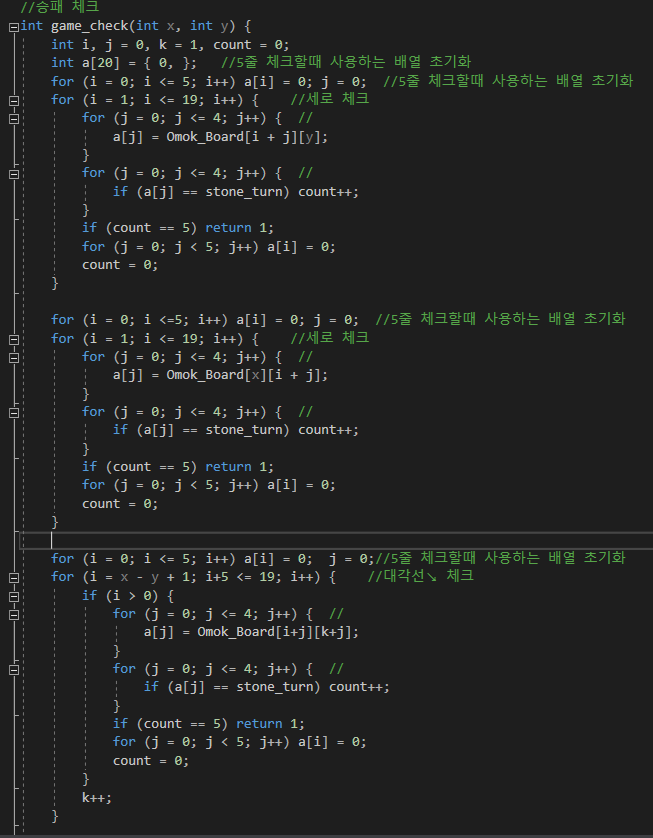 //승패 체크
int game_check(int x, int y) {
    int i, j = 0, k = 1, count = 0;
    int a[20] = { 0, };   //5줄 체크할때 사용하는 배열 초기화
    for (i = 0; i <= 5; i++) a[i] = 0; j = 0;  //5줄 체크할때 사용하는 배열 초기화
    for (i = 1; i <= 19; i++) {    //세로 체크
        for (j = 0; j <= 4; j++) {  //
            a[j] = Omok_Board[i + j][y];
        }
        for (j = 0; j <= 4; j++) {  //
            if (a[j] == stone_turn) count++;
        }
        if (count == 5) return 1;
        for (j = 0; j < 5; j++) a[i] = 0;
        count = 0;
    }

    for (i = 0; i <=5; i++) a[i] = 0; j = 0;  //5줄 체크할때 사용하는 배열 초기화
    for (i = 1; i <= 19; i++) {    //세로 체크
        for (j = 0; j <= 4; j++) {  //
            a[j] = Omok_Board[x][i + j];
        }
        for (j = 0; j <= 4; j++) {  //
            if (a[j] == stone_turn) count++;
        }
        if (count == 5) return 1;
        for (j = 0; j < 5; j++) a[i] = 0;
        count = 0;
    }

    for (i = 0; i <= 5; i++) a[i] = 0;  j = 0;//5줄 체크할때 사용하는 배열 초기화
    for (i = x - y + 1; i+5 <= 19; i++) {    //대각선↘ 체크
        if (i > 0) {
            for (j = 0; j <= 4; j++) {  //
                a[j] = Omok_Board[i+j][k+j];
            }
            for (j = 0; j <= 4; j++) {  //
                if (a[j] == stone_turn) count++;
            }
            if (count == 5) return 1;
            for (j = 0; j < 5; j++) a[i] = 0;
            count = 0;
        }
        k++;
    }